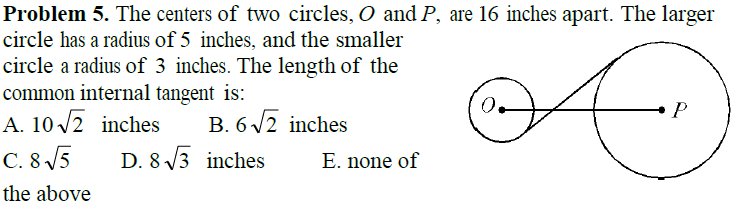 Problem 5. The centers of two circles, O and P, are 16 inches apart. The larger
circle has a radius of 5 inches, and the smaller
circle a radius of 3 inches. The length of the
common internal tangent is:
A. 10√2 inches B. 6√2 inches
C. 8√5 D. 8√3 inches E. none of
the above
O
P